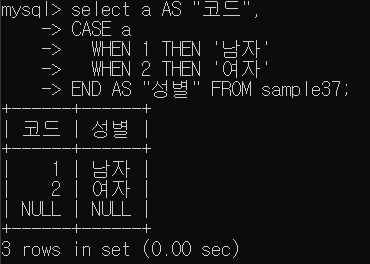 mysql> select a AS "코드",
    -> CASE a
    ->   WHEN 1 THEN '남자'
    ->   WHEN 2 THEN '여자'
    -> END AS "성별" FROM sample37;
+------+------+
| 코드 | 성별 |
+------+------+
|    1 | 남자 |
|    2 | 여자 |
| NULL | NULL |
+------+------+
3 rows in set (0.00 sec)